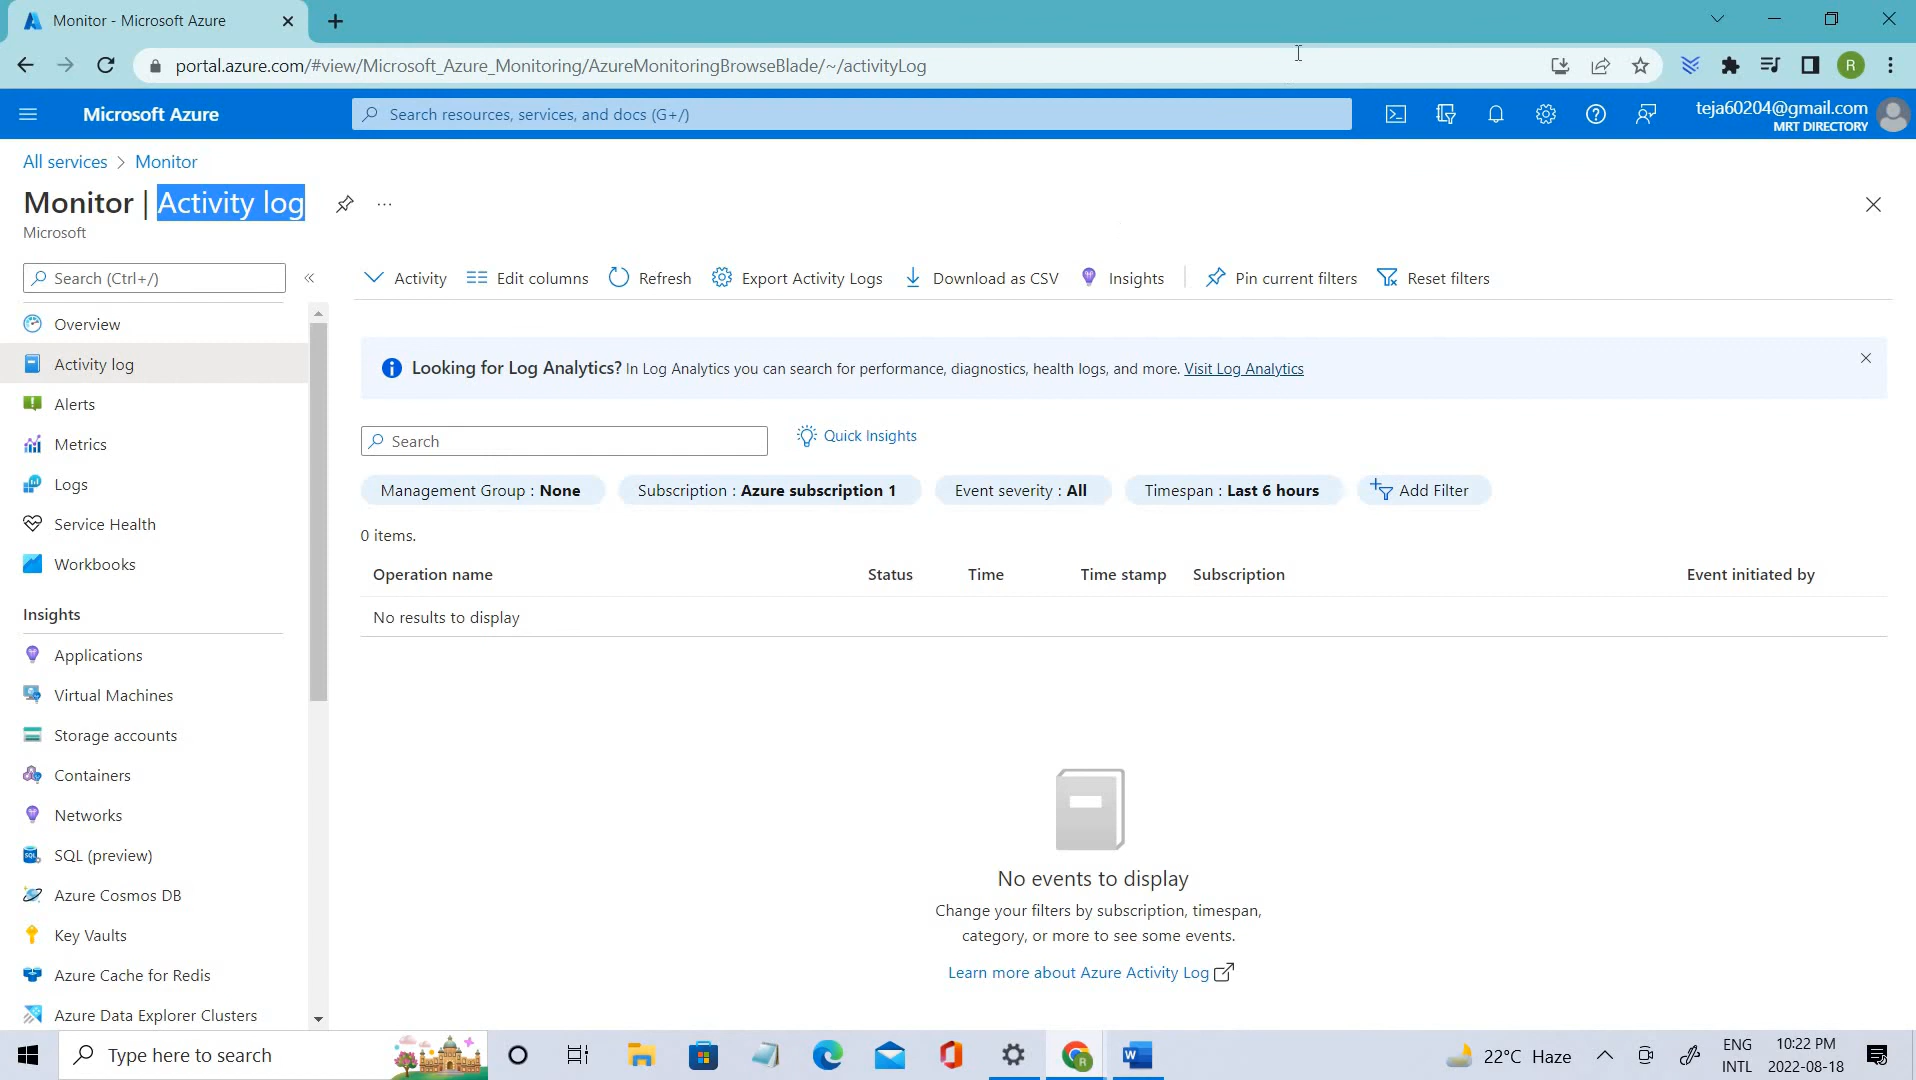 Monitor - Microsoft Azure
portal.azure.com/#view/Microsoft_Azure_Monitoring/AzureMonitoringBrowseBlade/~/activityLog
R
Microsoft Azure
Search resources, services, and docs (G+/)
teja60204@gmail.com
MRT DIRECTORY
All services > Monitor
Monitor | Activity log
Microsoft
Search (Ctrl+/)
Overview
Activity log
Alerts
Metrics
Logs
Service Health
Workbooks
Insights
Applications
Virtual Machines
Storage accounts
Containers
Networks
SQL (preview)
Azure Cosmos DB
Key Vaults
Azure Cache for Redis
Azure Data Explorer Clusters
Activity
Edit columns
Refresh
Export Activity Logs
Download as CSV
Insights
Pin current filters
Reset filters
Looking for Log Analytics? In Log Analytics you can search for performance, diagnostics, health logs, and more. Visit Log Analytics
Search
Quick Insights
Management Group : None
Subscription : Azure subscription 1
Event severity : All
Timespan : Last 6 hours
Add Filter
0 items.
Operation name
Status
Time
Time stamp
Subscription
Event initiated by
No results to display
No events to display
Change your filters by subscription, timespan,
category, or more to see some events.
Learn more about Azure Activity Log
Type here to search
22°C Haze
ENG
INTL
10:22 PM
2022-08-18